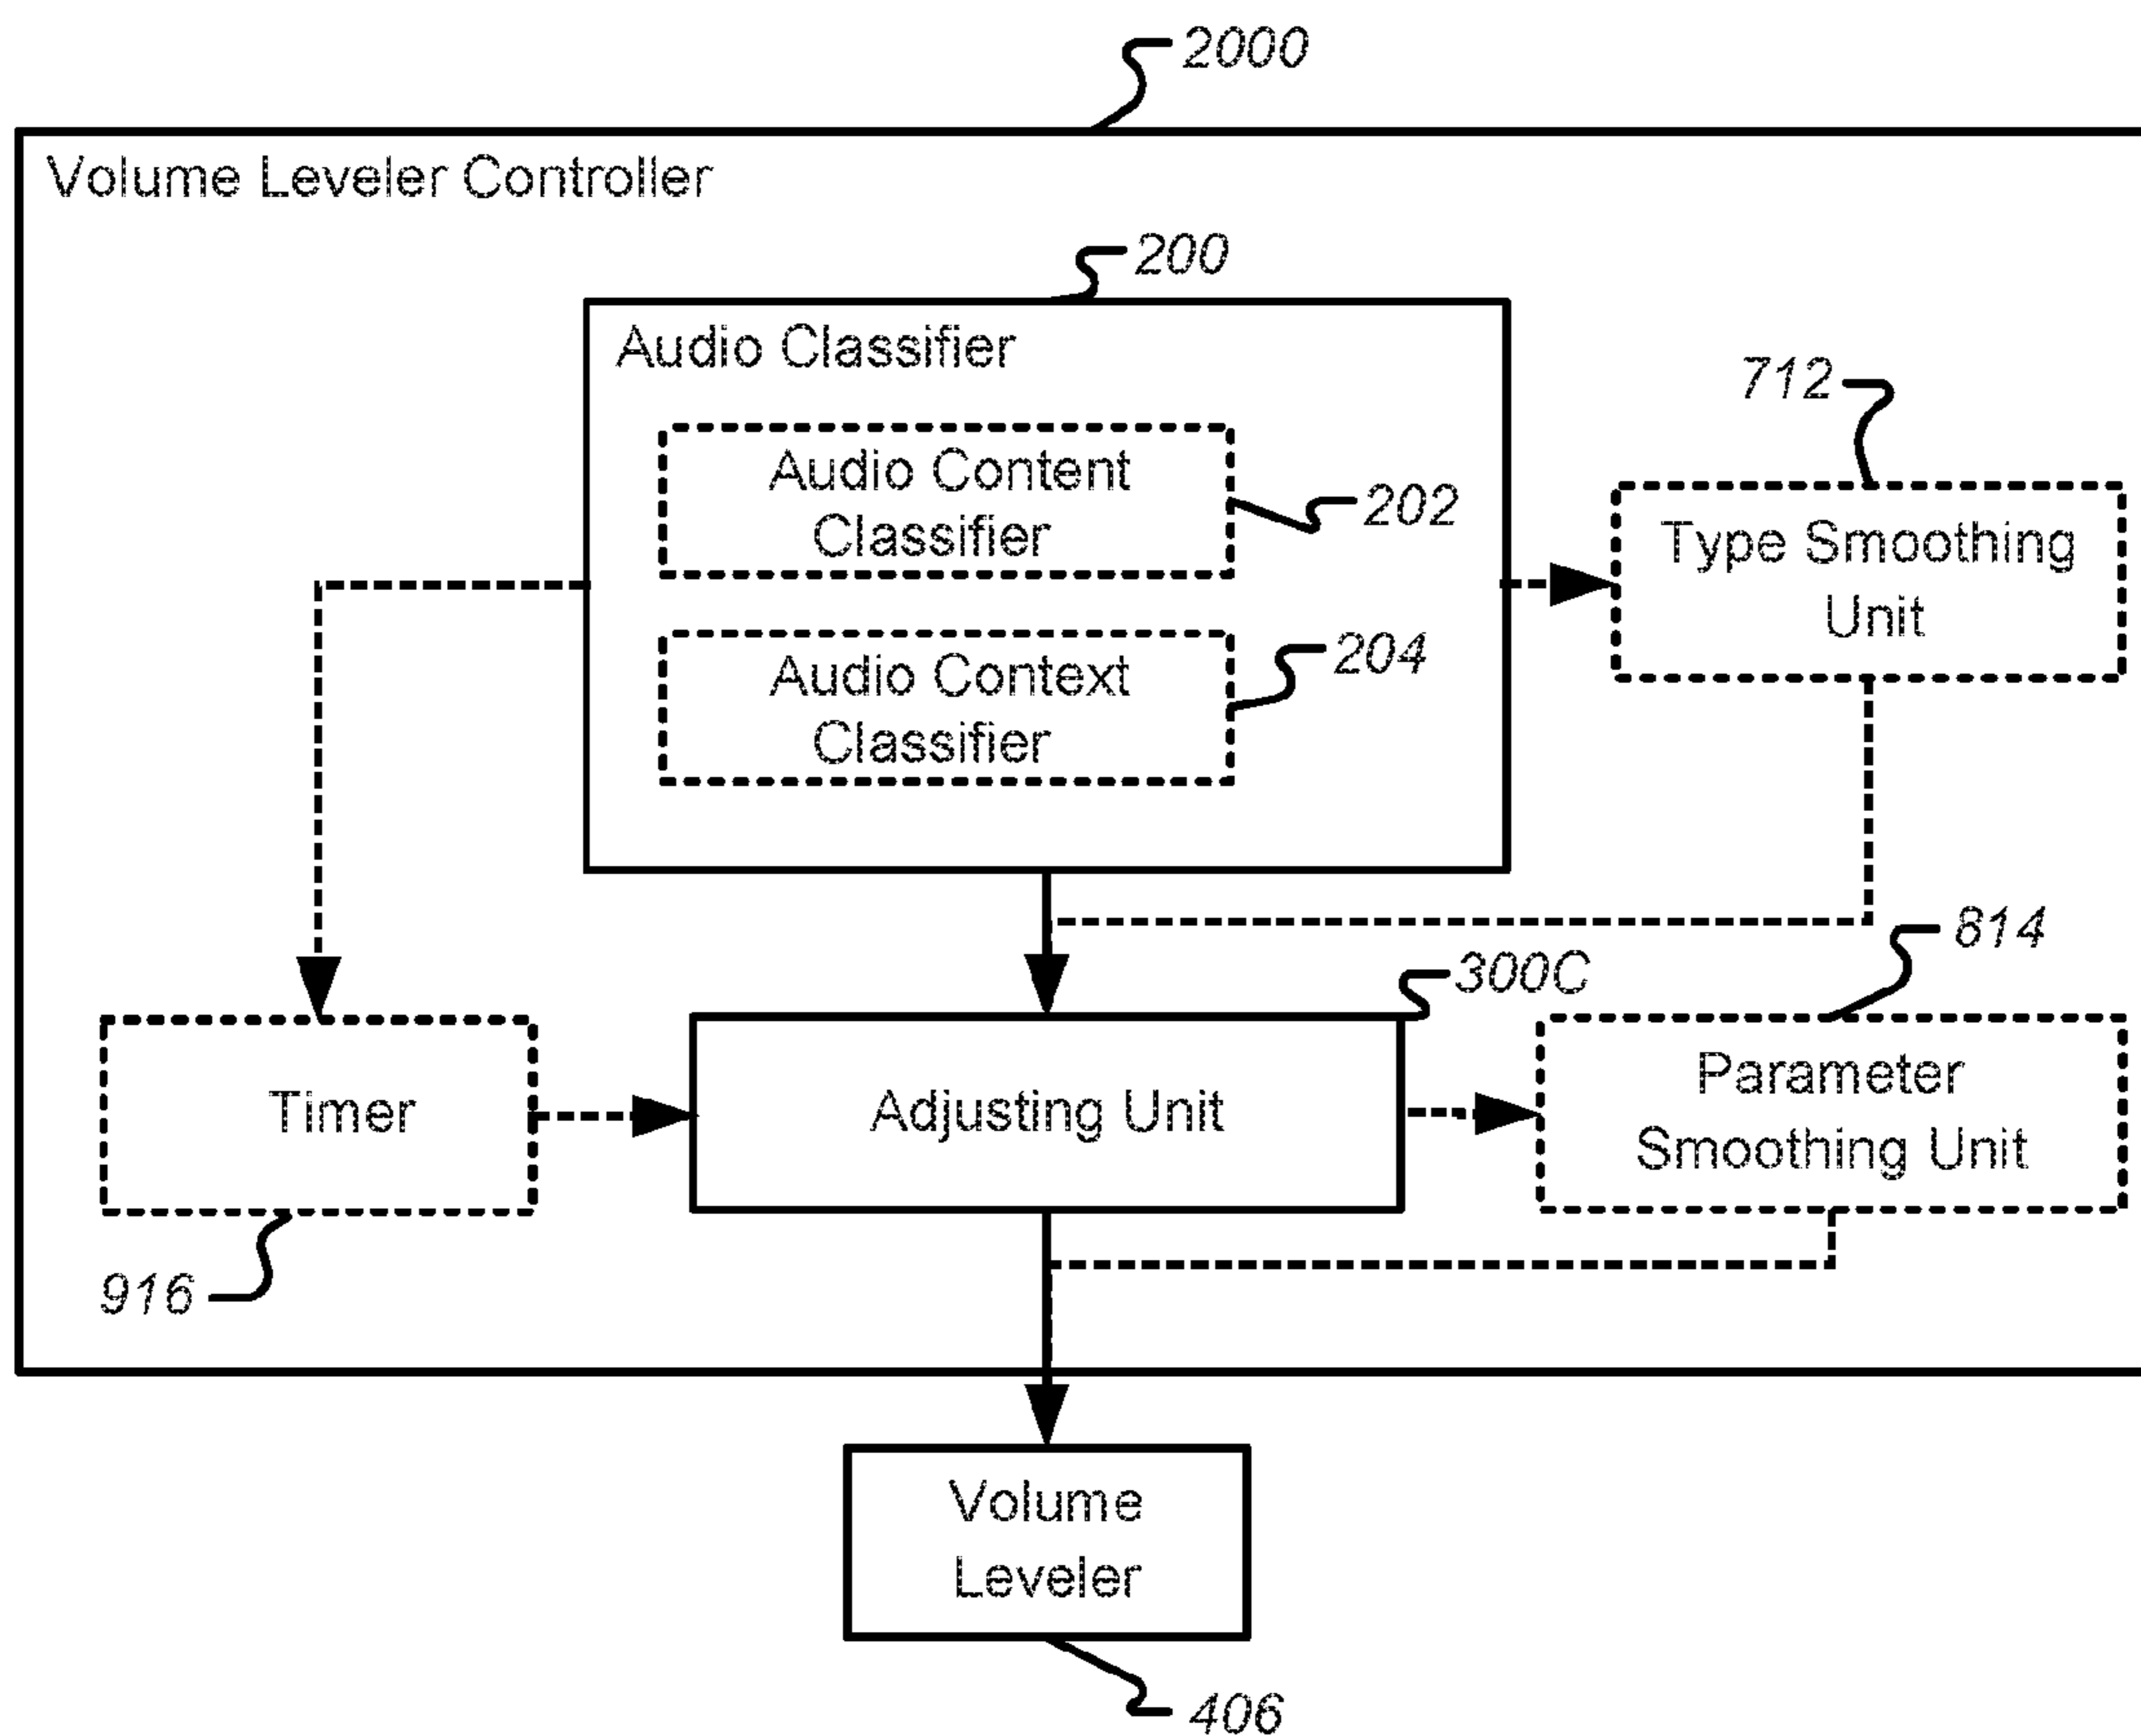 2000
Volume Leveler Controller
200
Audio Classifier
712
Audio Content
Classifier
202
Type Smoothing
Unit
Audio Context
Classifier
204
814
300C
Timer
Adjusting Unit
Parameter
Smoothing Unit
916
Volume
Leveler
406